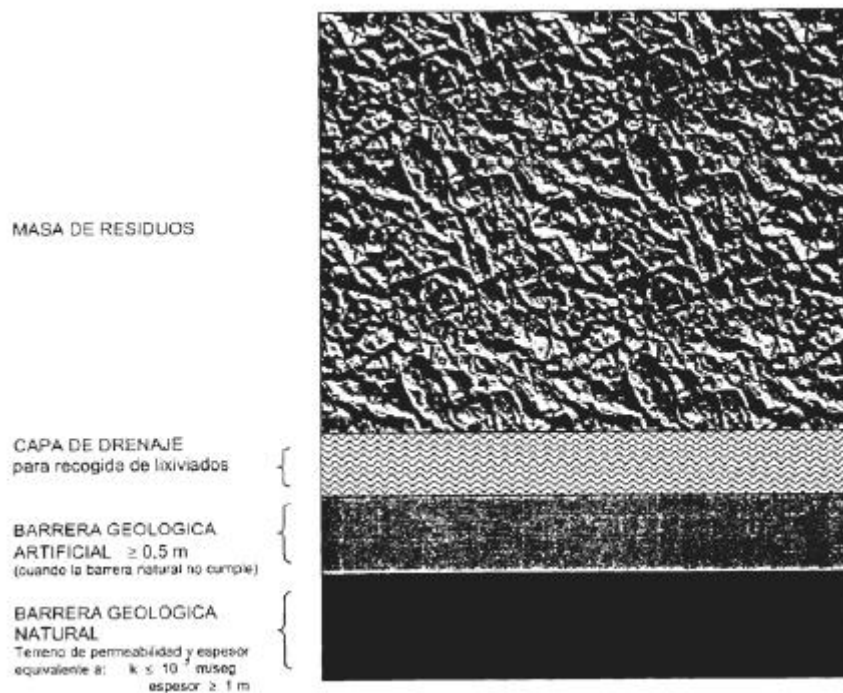 MASA DE RESIDUOS
CAPA DE DRENAJE
para recogida de lixiviados
BARRERA GEOLOGICA
ARTIFICIAL ≥ 0,5 m
(cuando la barrera natural no cumple)
BARRERA GEOLOGICA
NATURAL
Terreno de permeabilidad y espesor
equivalente a: k ≤ 10 m/seg
espesor ≥ 1 m